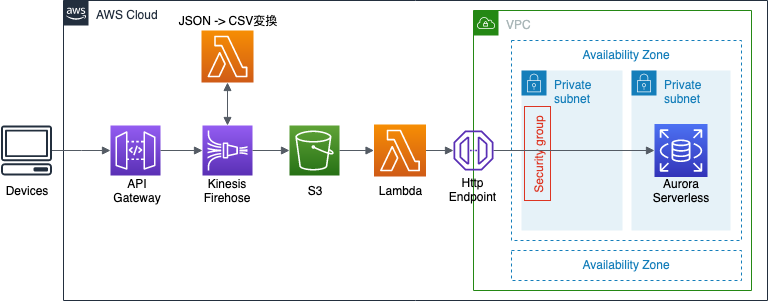 aws
AWS Cloud
JSON -> CSV変換
VPC
Availability Zone
Private
subnet
Private
subnet
Security group
Devices
API
Gateway
Kinesis
Firehose
S3
Lambda
Http
Endpoint
Aurora
Serverless
Availability Zone